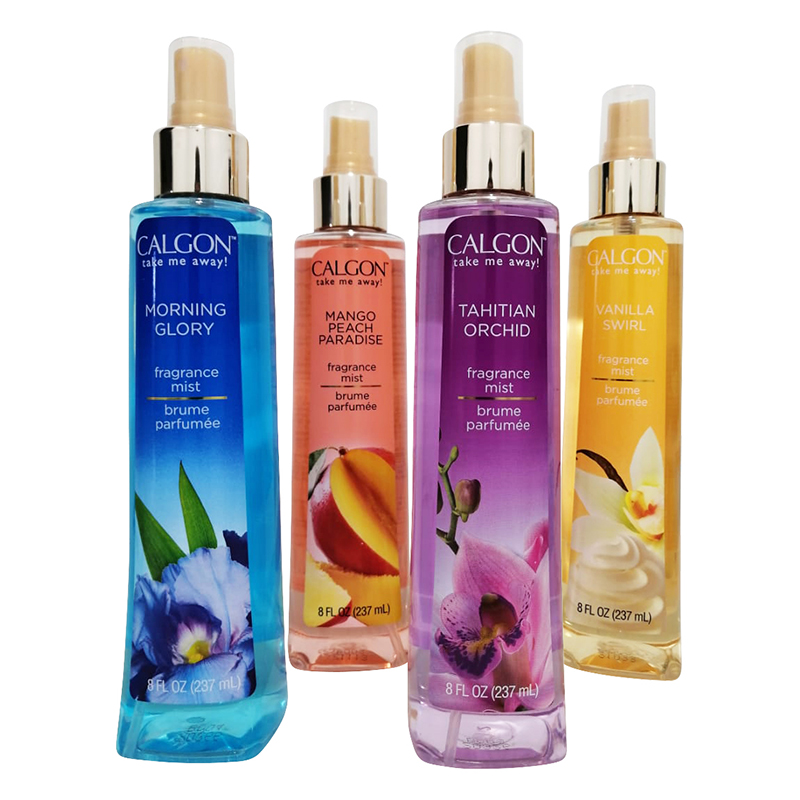 CALGON™
take me away!
MORNING
GLORY
fragrance
mist
brume
parfumée
8 FL OZ (237 mL)
CALGON™
take me away!
MANGO
PEACH
PARADISE
fragrance
mist
brume
parfumée
8 FL OZ (237 mL)
CALGON™
take me away!
TAHITIAN
ORCHID
fragrance
mist
brume
parfumée
8 FL OZ (237 mL)
CALGON™
take me away!
VANILLA
SWIRL
fragrance
mist
brume
parfumée
8 FL OZ (237 mL)